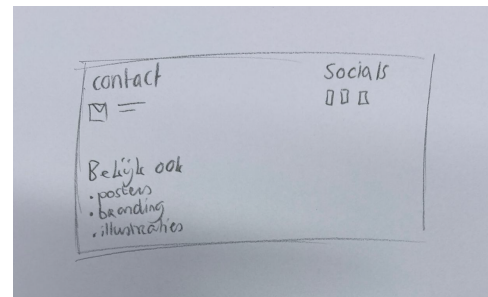 contact
Socials
Bekijk ook
• posters
• branding
• illustraties